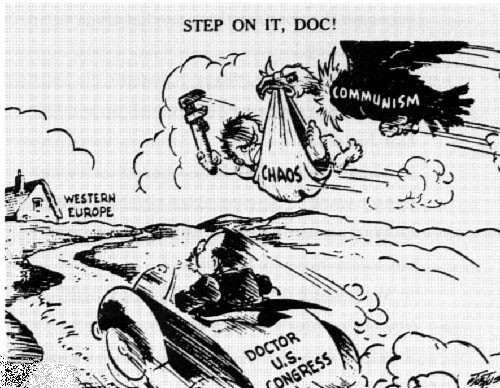 STEP ON IT, DOC!
COMMUNISM
CHAOS
WESTERN
EUROPE
DOCTOR
U.S.
CONGRESS